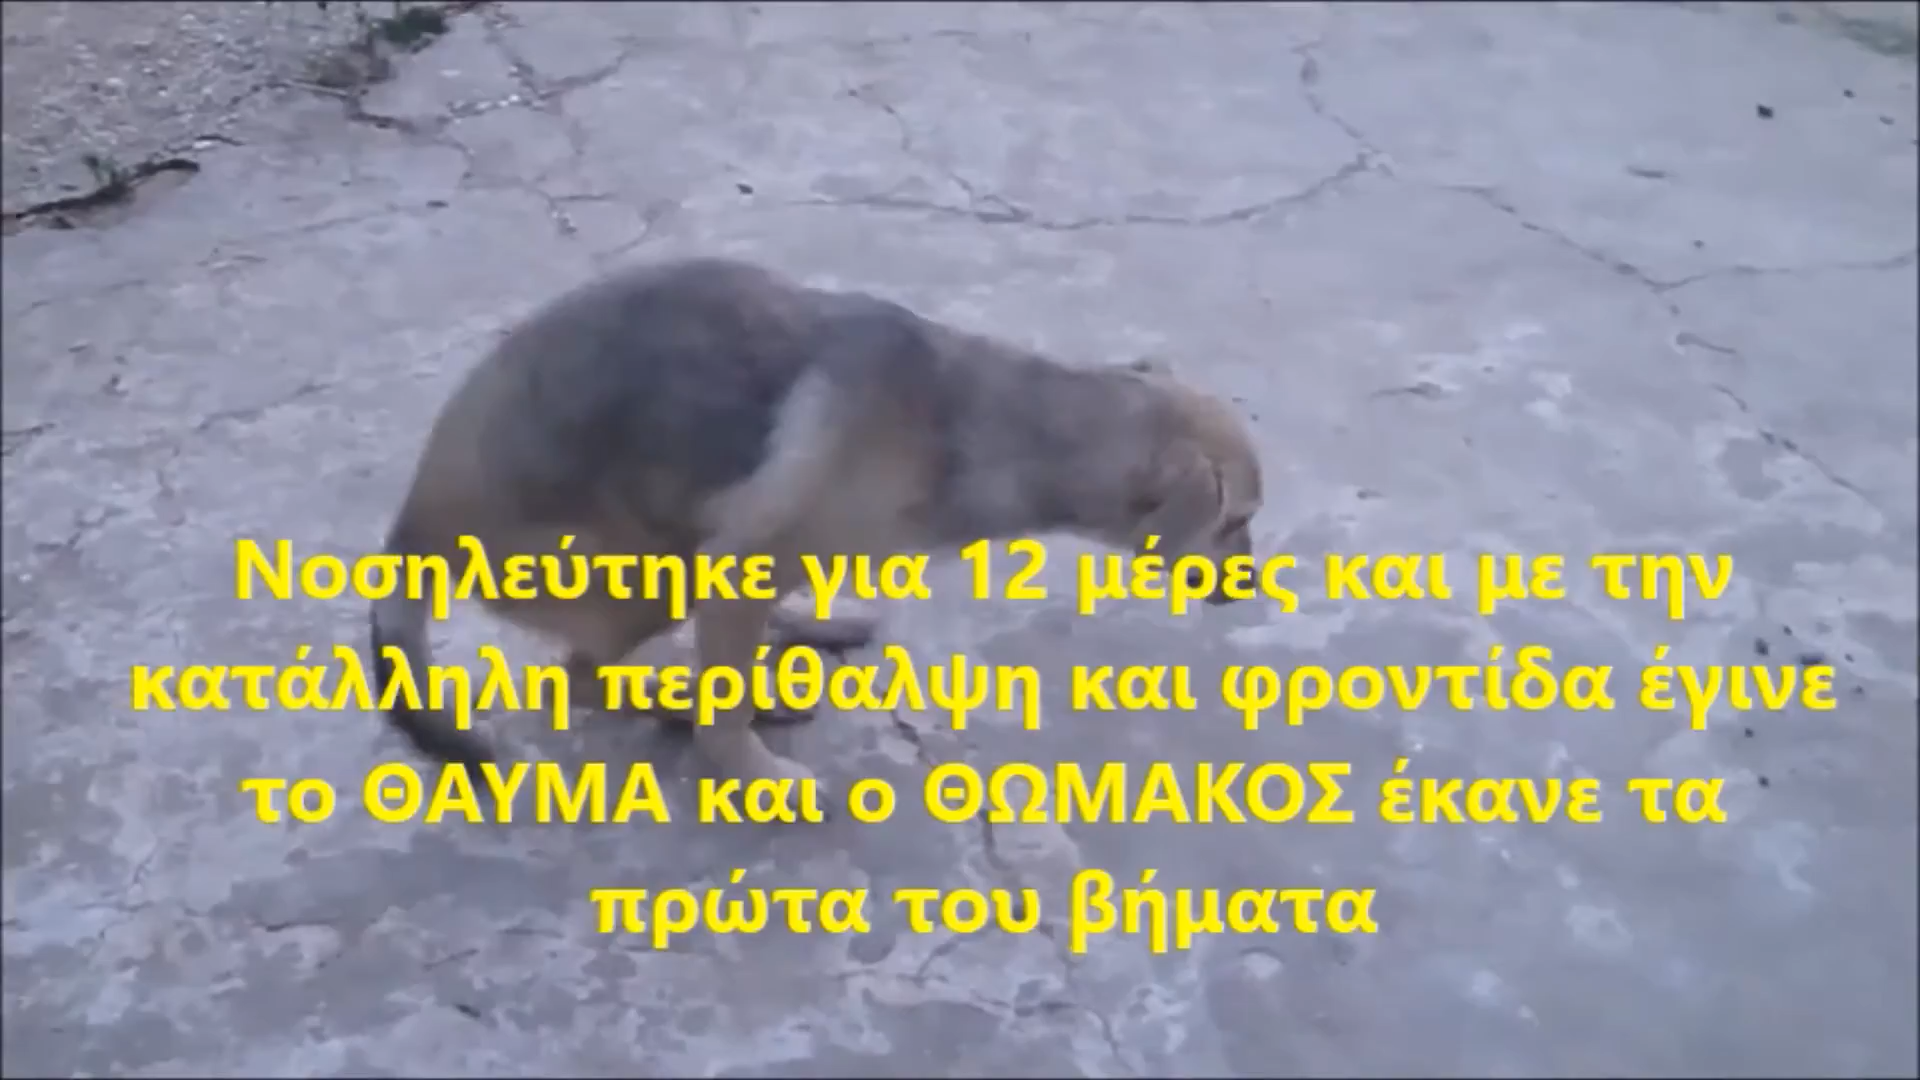 Νοσηλεύτηκε για 12 μέρες και με την
κατάλληλη περίθαλψη και φροντίδα έγινε
το ΘΑΥΜΑ και ο ΘΩΜΑΚΟΣ έκανε τα
πρώτα του βήματα